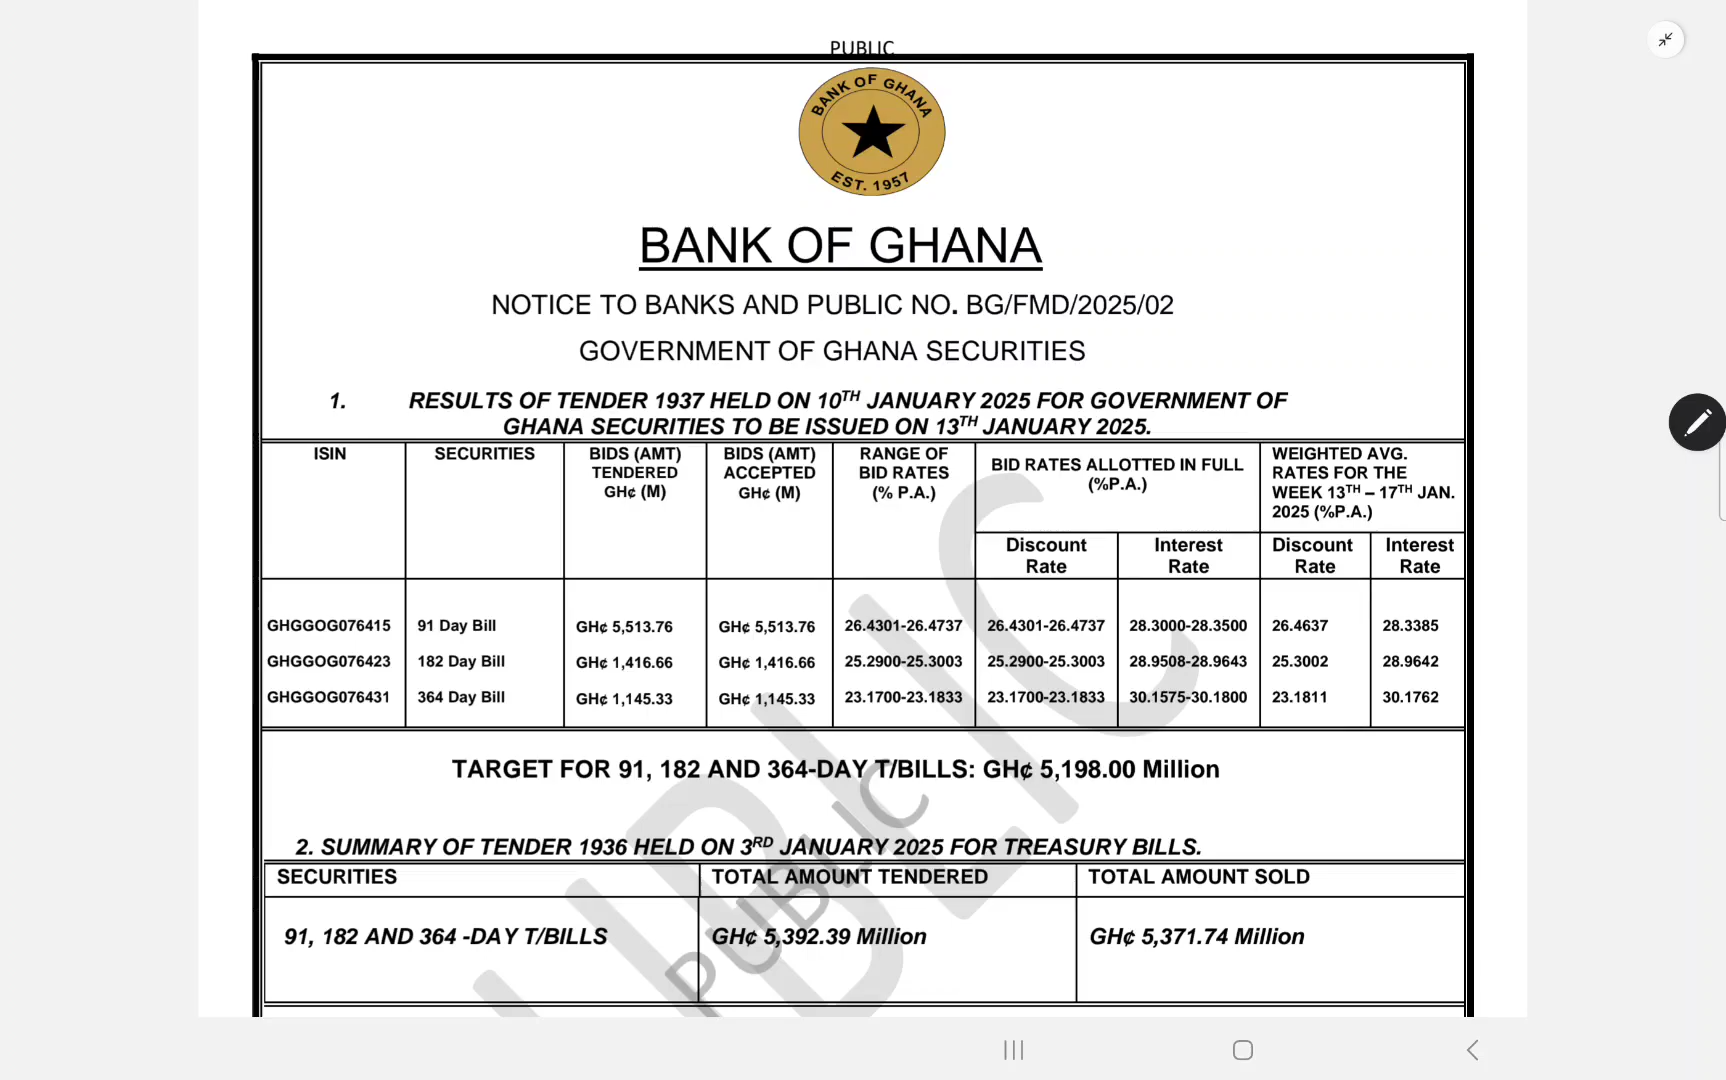 PUBLIC
BANK OF GHANA
EST. 1957
BANK OF GHANA
NOTICE TO BANKS AND PUBLIC NO. BG/FMD/2025/02
GOVERNMENT OF GHANA SECURITIES
1. RESULTS OF TENDER 1937 HELD ON 10TH JANUARY 2025 FOR GOVERNMENT OF
GHANA SECURITIES TO BE ISSUED ON 13TH JANUARY 2025.
ISIN SECURITIES BIDS (AMT) TENDERED GH¢ (M) BIDS (AMT) ACCEPTED GH¢ (M) RANGE OF BID RATES (% P.A.) BID RATES ALLOTTED IN FULL (%P.A.) WEIGHTED AVG. RATES FOR THE WEEK 13TH – 17TH JAN. 2025 (%P.A.)
Discount Rate Interest Rate Discount Rate Interest Rate
GHGGOG076415 91 Day Bill GH¢ 5,513.76 GH¢ 5,513.76 26.4301-26.4737 26.4301-26.4737 28.3000-28.3500 26.4637 28.3385
GHGGOG076423 182 Day Bill GH¢ 1,416.66 GH¢ 1,416.66 25.2900-25.3003 25.2900-25.3003 28.9508-28.9643 25.3002 28.9642
GHGGOG076431 364 Day Bill GH¢ 1,145.33 GH¢ 1,145.33 23.1700-23.1833 23.1700-23.1833 30.1575-30.1800 23.1811 30.1762
TARGET FOR 91, 182 AND 364-DAY T/BILLS: GH¢ 5,198.00 Million
2. SUMMARY OF TENDER 1936 HELD ON 3RD JANUARY 2025 FOR TREASURY BILLS.
SECURITIES TOTAL AMOUNT TENDERED TOTAL AMOUNT SOLD
91, 182 AND 364 -DAY T/BILLS GH¢ 5,392.39 Million GH¢ 5,371.74 Million
PUBLIC